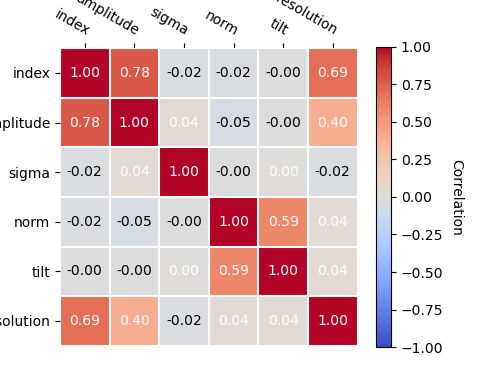 index amplitude sigma norm tilt resolution
index 1.00 0.78 -0.02 -0.02 -0.00 0.69
nplitude 0.78 1.00 0.04 -0.05 -0.00 0.40
sigma -0.02 0.04 1.00 -0.00 0.00 -0.02
norm -0.02 -0.05 -0.00 1.00 0.59 0.04
tilt -0.00 -0.00 0.00 0.59 1.00 0.04
solution 0.69 0.40 -0.02 0.04 0.04 1.00
1.00
0.75
0.50
0.25
0.00
−0.25
−0.50
−0.75
−1.00
Correlation